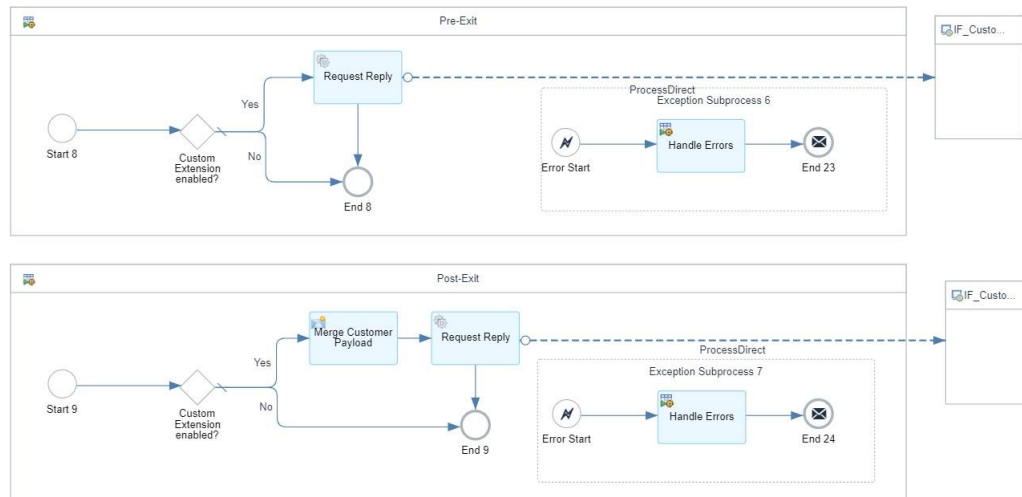 Pre-Exit
IF_Custo...
Request Reply
ProcessDirect
Exception Subprocess 6
Yes
Start 8
No
Custom
Extension
enabled?
End 8
Error Start
Handle Errors
End 23
Post-Exit
IF_Custo...
Merge Customer
Payload
Request Reply
ProcessDirect
Exception Subprocess 7
Yes
Start 9
No
Custom
Extension
enabled?
End 9
Error Start
Handle Errors
End 24